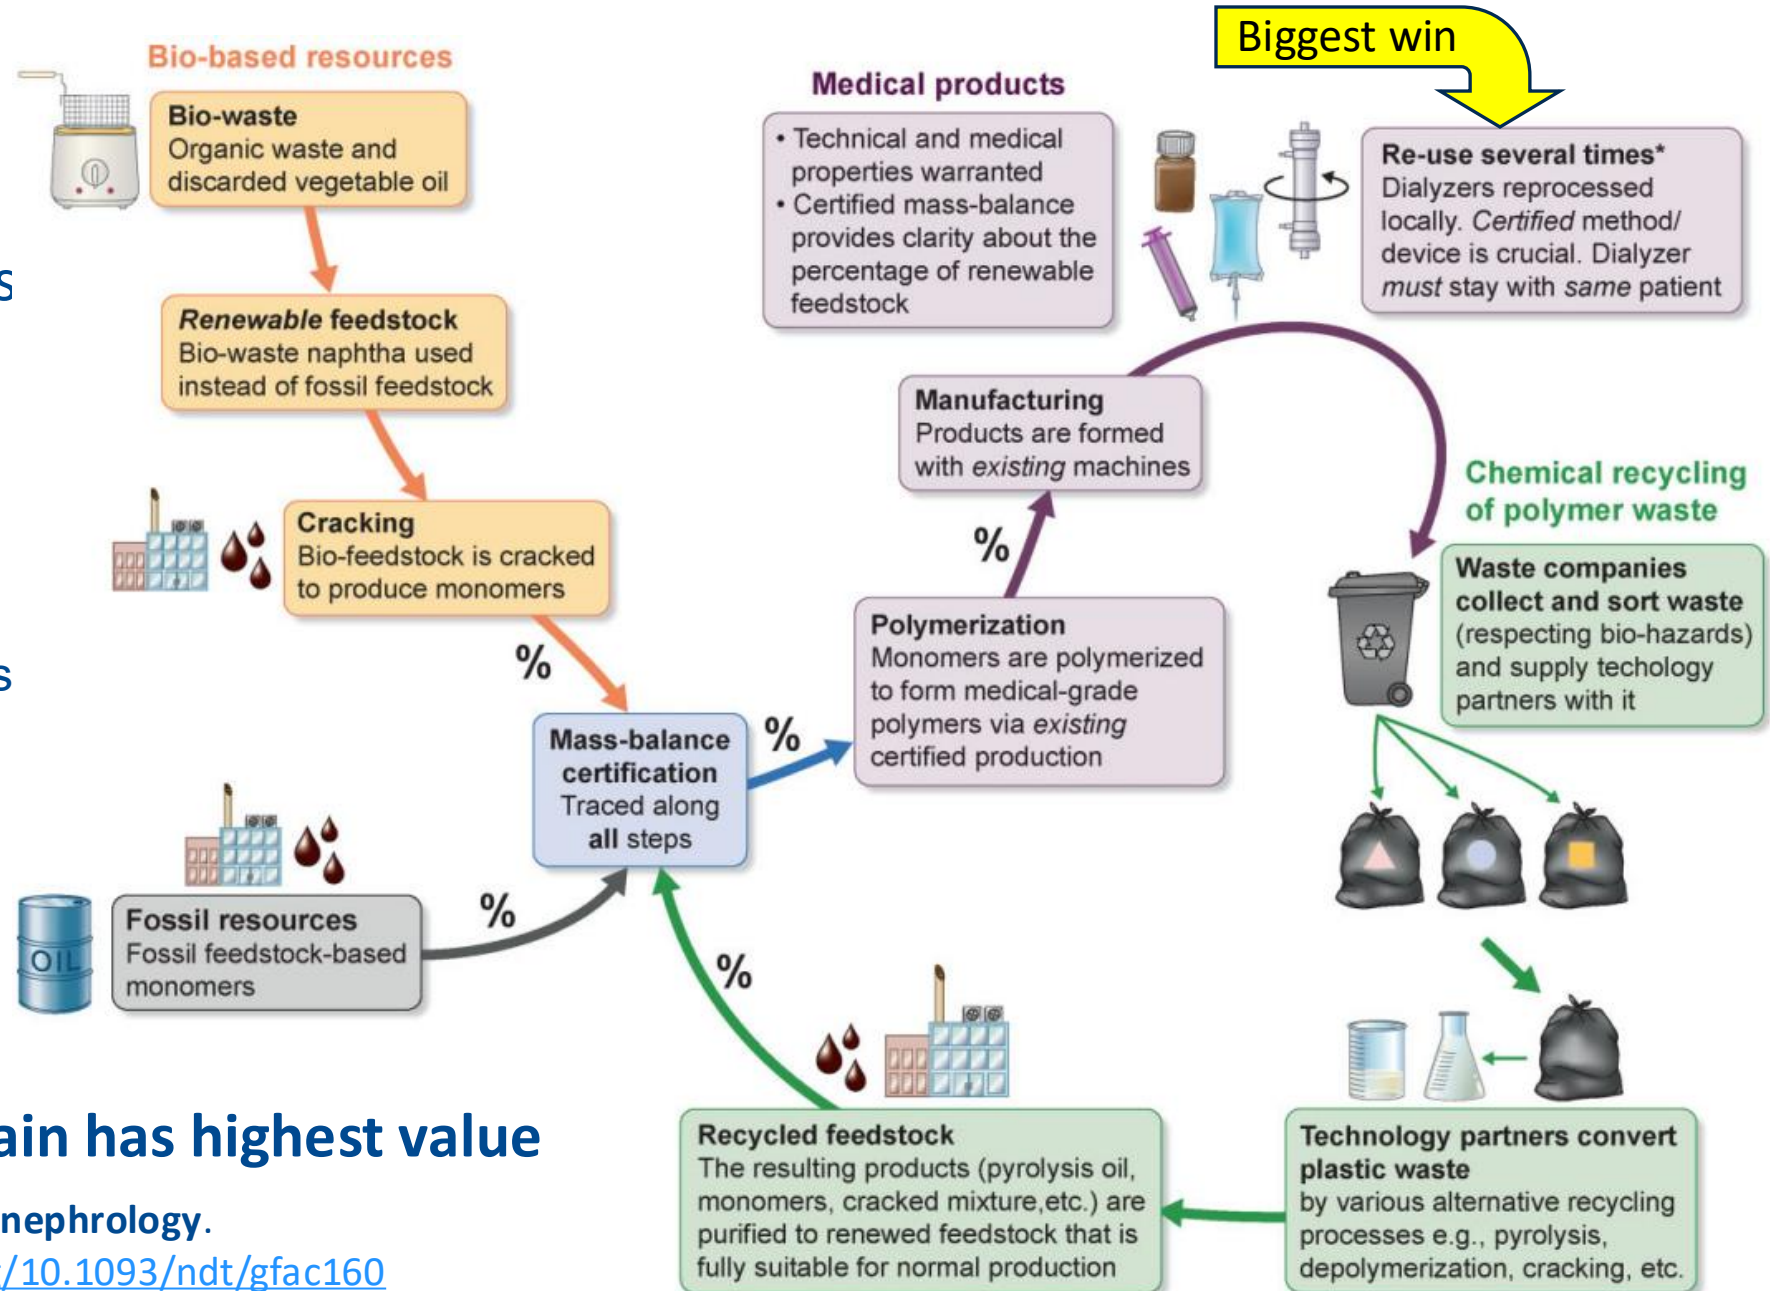 Biggest win
Bio-based resources
Bio-waste
Organic waste and
discarded vegetable oil
Renewable feedstock
Bio-waste naphtha used
instead of fossil feedstock
Cracking
Bio-feedstock is cracked
to produce monomers
%
Mass-balance
certification
Traced along
all steps
%
OIL
Fossil resources
Fossil feedstock-based
monomers
%
Medical products
• Technical and medical
properties warranted
• Certified mass-balance
provides clarity about the
percentage of renewable
feedstock
Re-use several times*
Dialyzers reprocessed
locally. Certified method/
device is crucial. Dialyzer
must stay with same patient
Manufacturing
Products are formed
with existing machines
%
Polymerization
Monomers are polymerized
to form medical-grade
polymers via existing
certified production
Chemical recycling
of polymer waste
Waste companies
collect and sort waste
(respecting bio-hazards)
and supply techology
partners with it
Technology partners convert
plastic waste
by various alternative recycling
processes e.g., pyrolysis,
depolymerization, cracking, etc.
Recycled feedstock
The resulting products (pyrolysis oil,
monomers, cracked mixture,etc.) are
purified to renewed feedstock that is
fully suitable for normal production
%
s
s
ain has highest value
nephrology.
/10.1093/ndt/gfac160